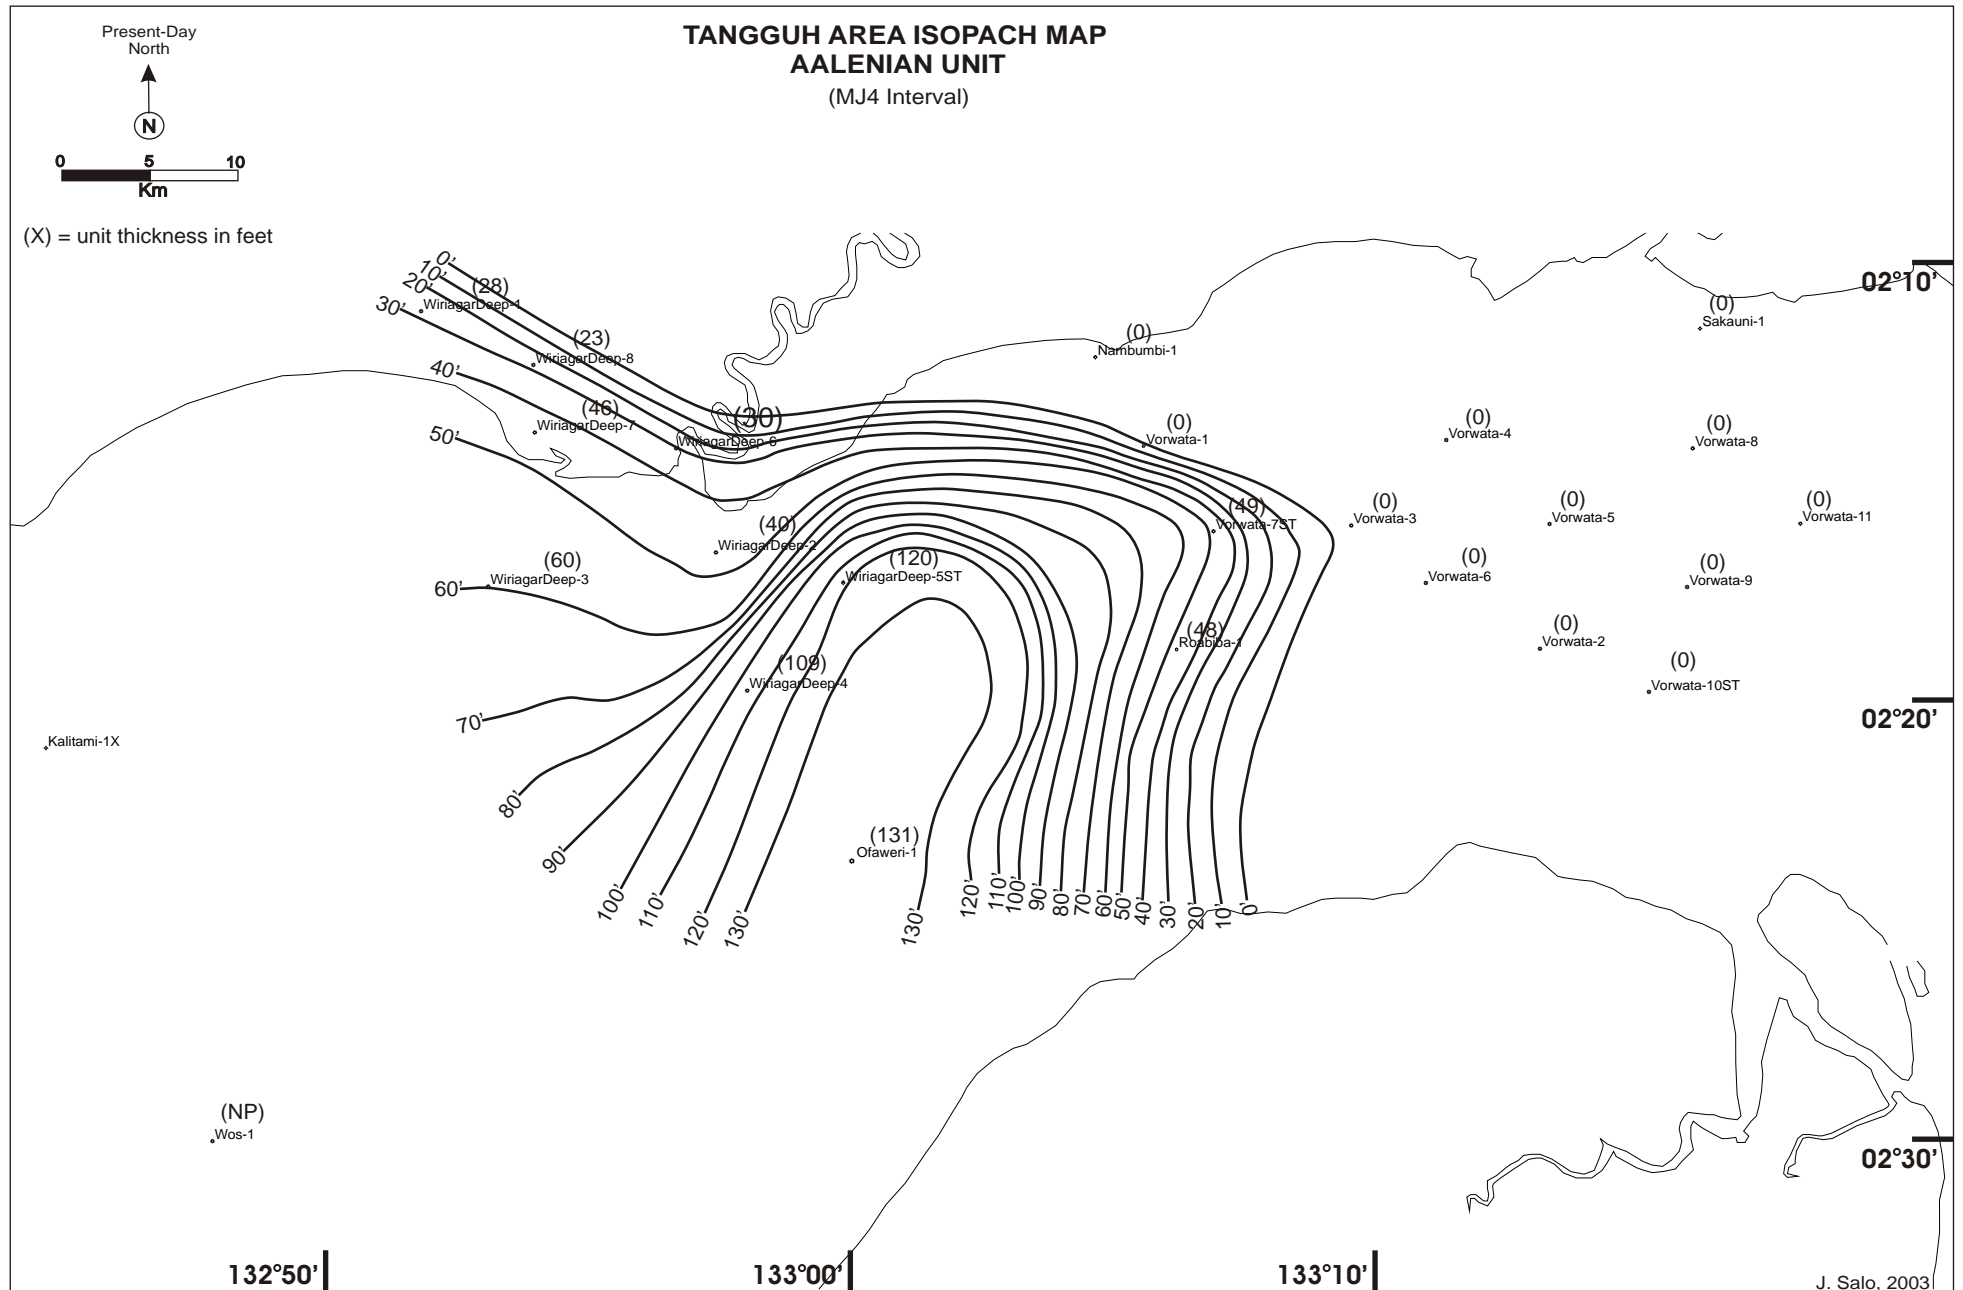 Present-Day
North
N
TANGGUH AREA ISOPACH MAP
AALENIAN UNIT
(MJ4 Interval)
0 5 10
Km
(X) = unit thickness in feet
0'
10'
20'
30'
40'
50'
60'
70'
80'
90'
100'
110'
120'
130'
(28)
WiriagarDeep-1
(23)
WiriagarDeep-8
(46)
WiriagarDeep-7
(30)
WiriagarDeep-6
(40)
WiriagarDeep-2
(60)
WiriagarDeep-3
(120)
WiriagarDeep-5ST
(109)
WiriagarDeep-4
(131)
Ofaweri-1
(0)
Nambumbi-1
(0)
Sakauni-1
(0)
Vorwata-1
(0)
Vorwata-4
(0)
Vorwata-8
(49)
Vorwata-7ST
(0)
Vorwata-3
(0)
Vorwata-5
(0)
Vorwata-11
(0)
Vorwata-6
(0)
Vorwata-9
(48)
Roabiba-1
(0)
Vorwata-2
(0)
Vorwata-10ST
Kalitami-1X
(NP)
Wos-1
130'
120'
110'
100'
90'
80'
70'
60'
50'
40'
30'
20'
10'
0'
02°10'
02°20'
02°30'
132°50'
133°00'
133°10'
J. Salo, 2003